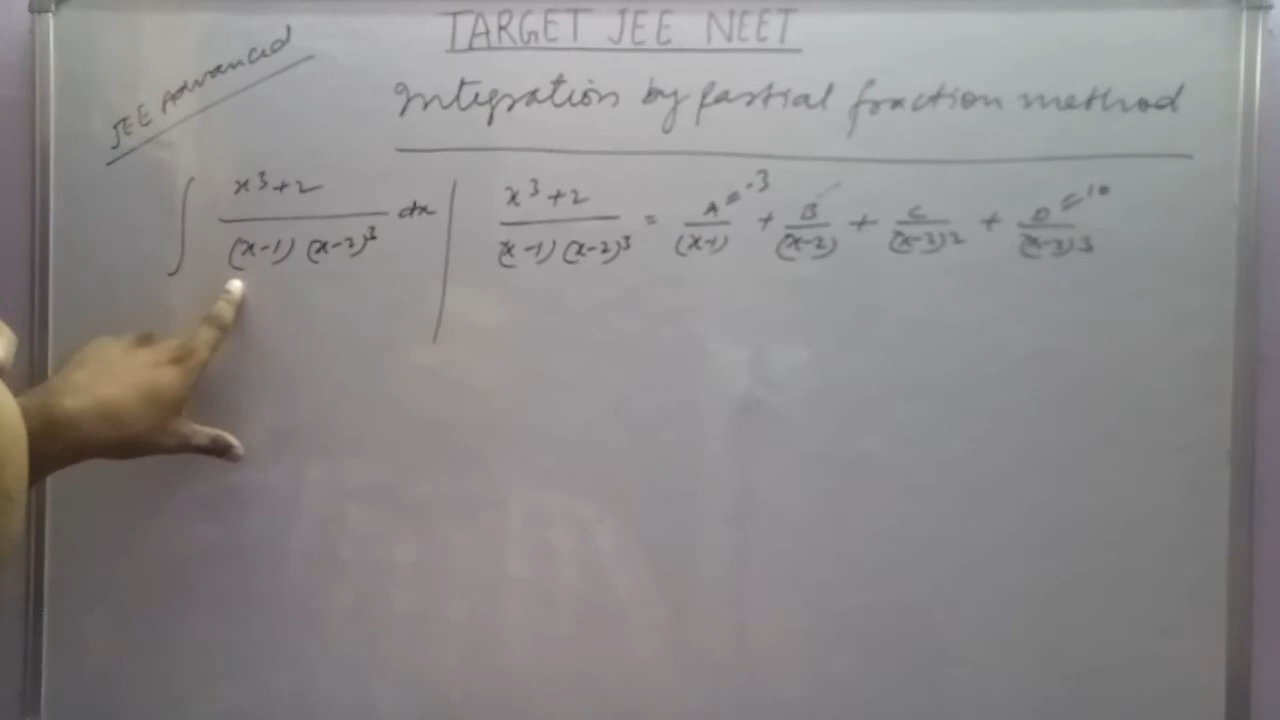 TARGET JEE NEET
JEE Advanced
Integration by partial fraction method
∫ x³+2 / (x-1) (x-2)³ dx
x³+2 / (x-1) (x-2)³ = A=-3 / (x-1) + B / (x-2) + C / (x-2)2 + D=10 / (x-2)3